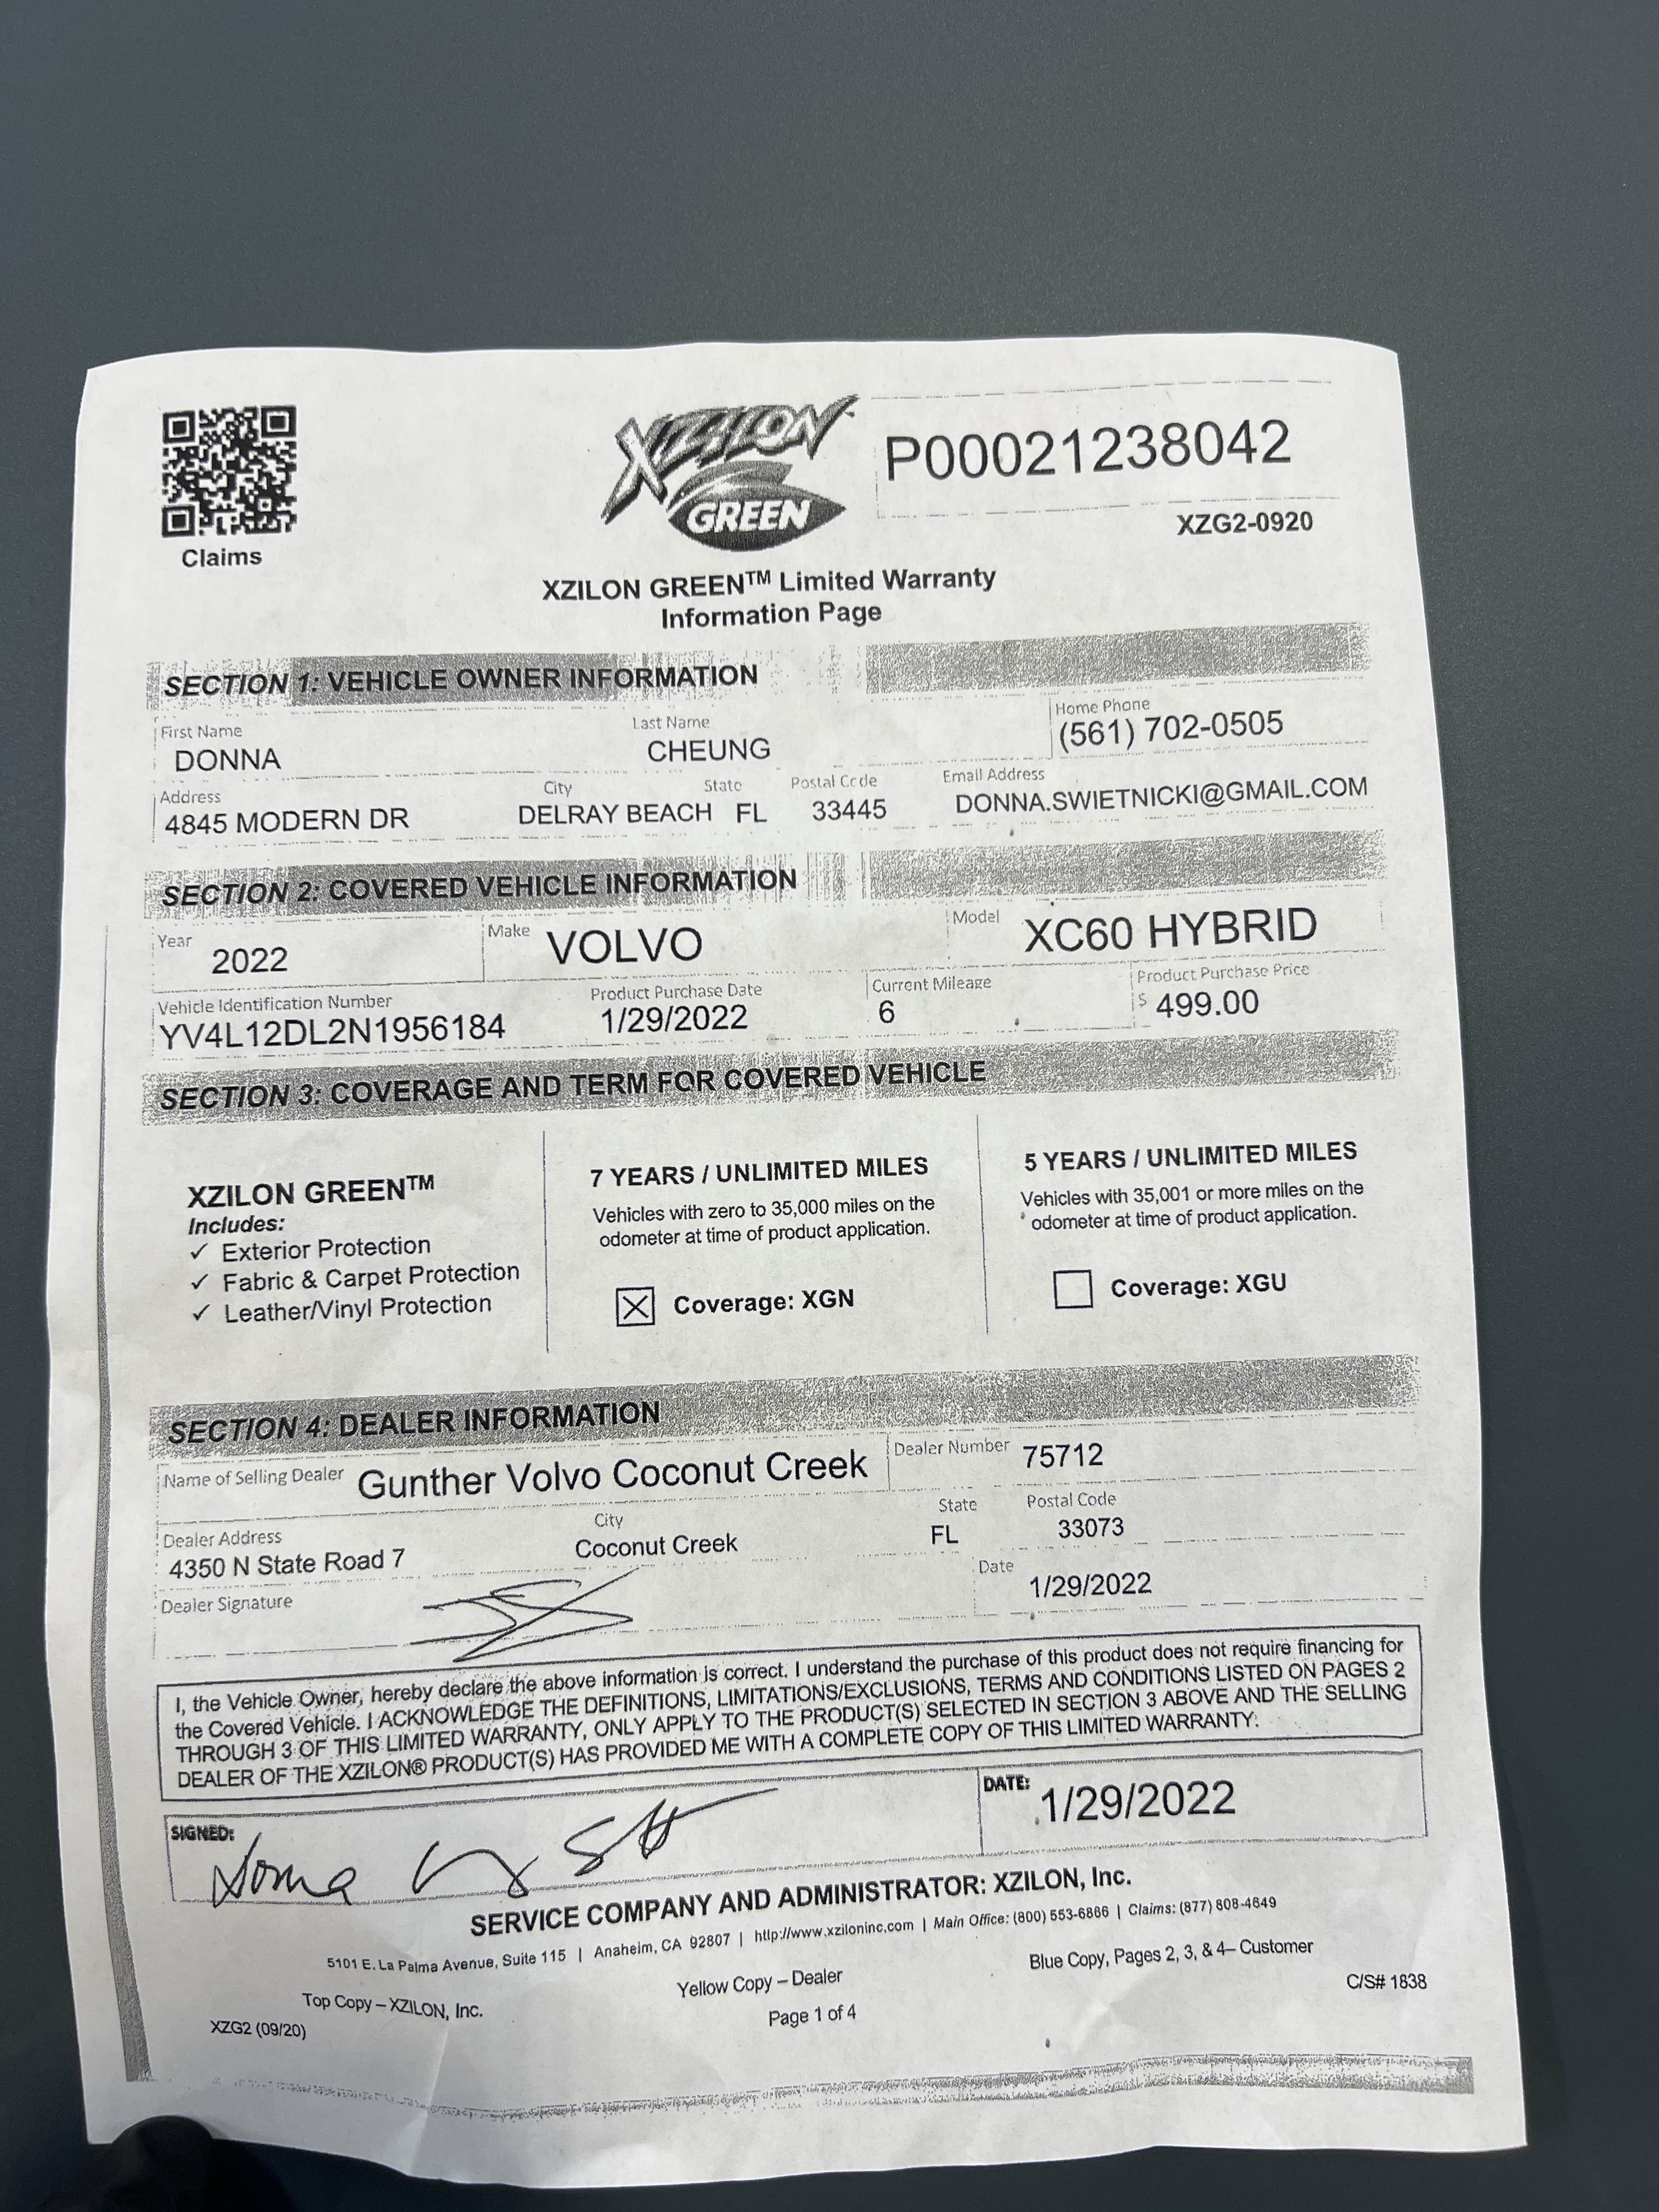 XZILON
GREEN
P00021238042
XZG2-0920
Claims
XZILON GREEN™ Limited Warranty
Information Page
SECTION 1: VEHICLE OWNER INFORMATION
First Name Last Name Home Phone
DONNA CHEUNG (561) 702-0505
Address City State Postal Code Email Address
4845 MODERN DR DELRAY BEACH FL 33445 DONNA.SWIETNICKI@GMAIL.COM
SECTION 2: COVERED VEHICLE INFORMATION
Year 2022 Make VOLVO Model XC60 HYBRID
Vehicle Identification Number Product Purchase Date Current Mileage Product Purchase Price
YV4L12DL2N1956184 1/29/2022 6 $ 499.00
SECTION 3: COVERAGE AND TERM FOR COVERED VEHICLE
XZILON GREEN™
Includes:
✓ Exterior Protection
✓ Fabric & Carpet Protection
✓ Leather/Vinyl Protection
7 YEARS / UNLIMITED MILES
Vehicles with zero to 35,000 miles on the
odometer at time of product application.
☒ Coverage: XGN
5 YEARS / UNLIMITED MILES
Vehicles with 35,001 or more miles on the
odometer at time of product application.
☐ Coverage: XGU
SECTION 4: DEALER INFORMATION
Name of Selling Dealer Gunther Volvo Coconut Creek Dealer Number 75712
Dealer Address City State Postal Code
4350 N State Road 7 Coconut Creek FL 33073
Dealer Signature Date 1/29/2022
I, the Vehicle Owner, hereby declare the above information is correct. I understand the purchase of this product does not require financing for
the Covered Vehicle. I ACKNOWLEDGE THE DEFINITIONS, LIMITATIONS/EXCLUSIONS, TERMS AND CONDITIONS LISTED ON PAGES 2
THROUGH 3 OF THIS LIMITED WARRANTY, ONLY APPLY TO THE PRODUCT(S) SELECTED IN SECTION 3 ABOVE AND THE SELLING
DEALER OF THE XZILON® PRODUCT(S) HAS PROVIDED ME WITH A COMPLETE COPY OF THIS LIMITED WARRANTY.
SIGNED: DATE: 1/29/2022
SERVICE COMPANY AND ADMINISTRATOR: XZILON, Inc.
5101 E. La Palma Avenue, Suite 115 | Anaheim, CA 92807 | http://www.xziloninc.com | Main Office: (800) 553-6866 | Claims: (877) 808-4649
Top Copy – XZILON, Inc. Yellow Copy – Dealer Blue Copy, Pages 2, 3, & 4– Customer
XZG2 (09/20) Page 1 of 4 C/S# 1838